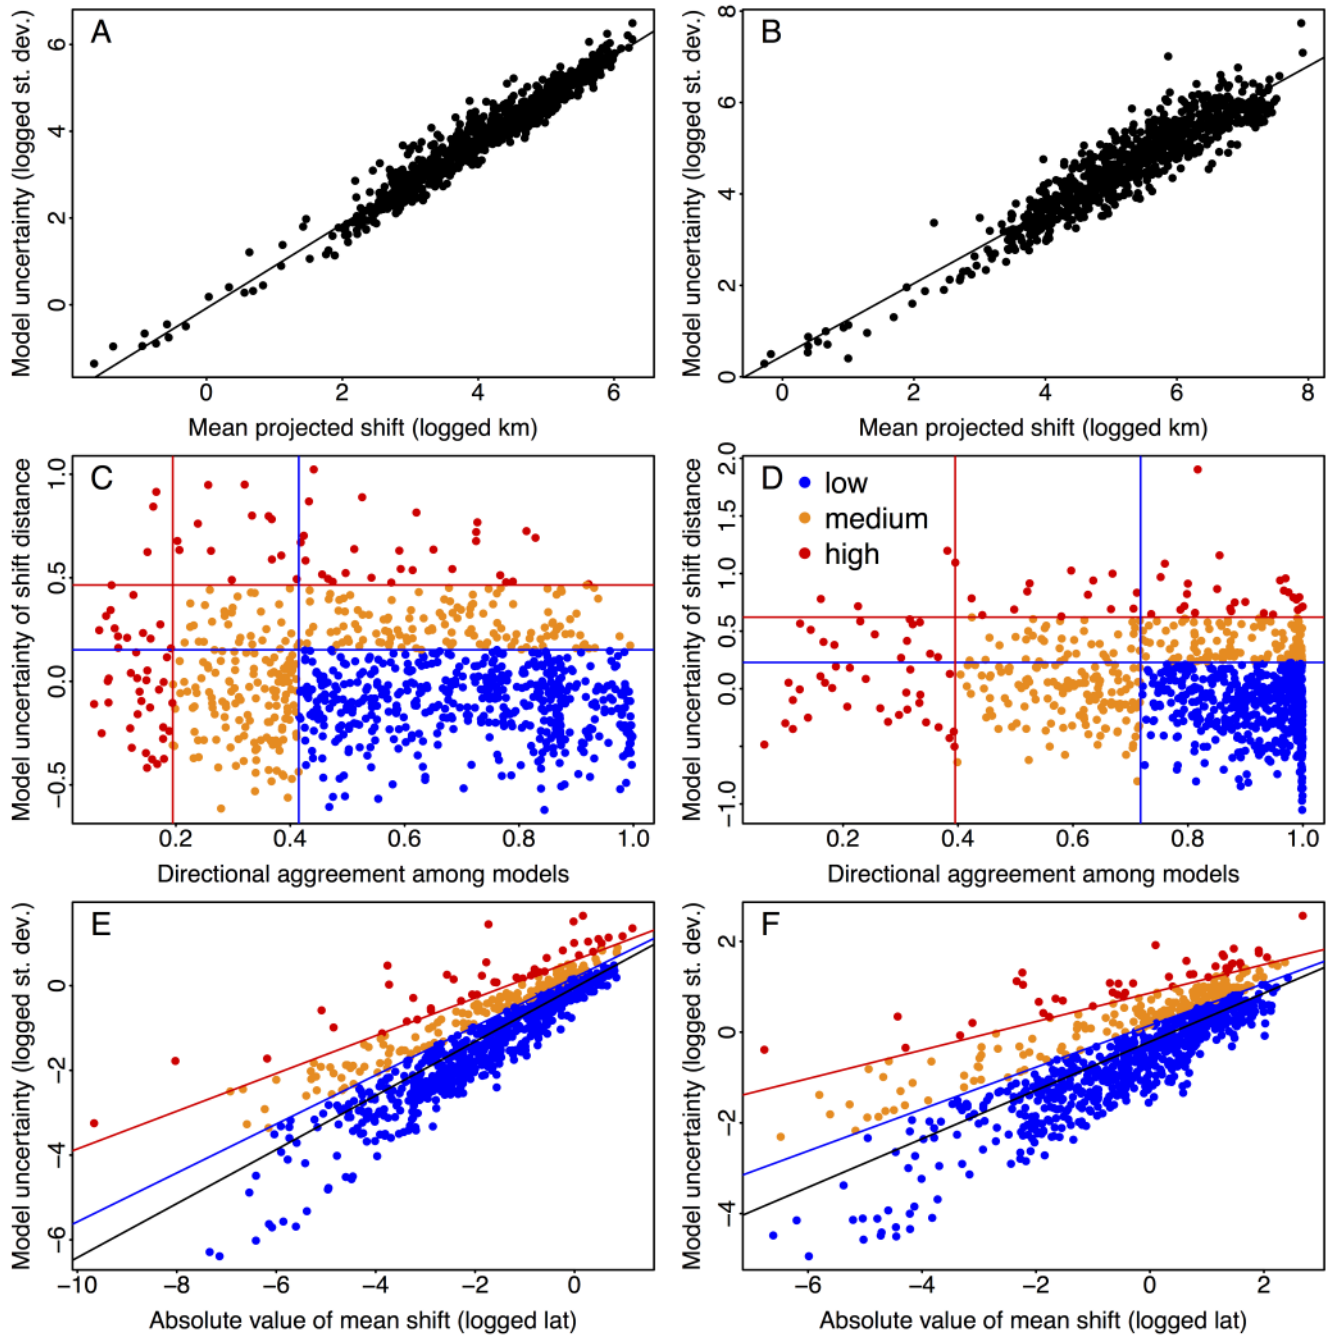 A
Model uncertainty (logged st. dev.)
6
4
2
0
0 2 4 6
Mean projected shift (logged km)
B
Model uncertainty (logged st. dev.)
8
6
4
2
0
0 2 4 6 8
Mean projected shift (logged km)
C
Model uncertainty of shift distance
1.0
0.5
0.0
−0.5
0.2 0.4 0.6 0.8 1.0
Directional aggreement among models
D
low
medium
high
Model uncertainty of shift distance
2.0
1.5
1.0
0.5
0.0
−1.0
0.2 0.4 0.6 0.8 1.0
Directional aggreement among models
E
Model uncertainty (logged st. dev.)
0
−2
−4
−6
−10 −8 −6 −4 −2 0
Absolute value of mean shift (logged lat)
F
Model uncertainty (logged st. dev.)
2
0
−2
−4
−6 −4 −2 0 2
Absolute value of mean shift (logged lat)